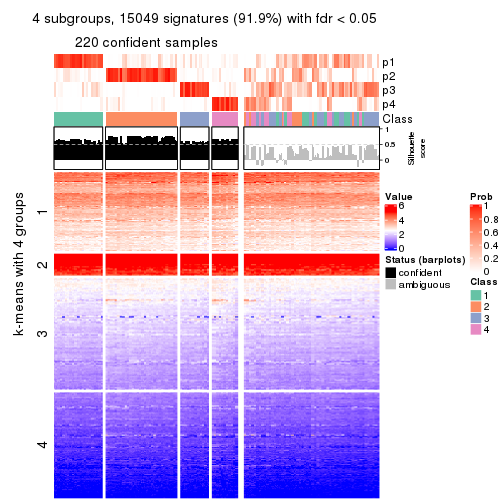 4 subgroups, 15049 signatures (91.9%) with fdr < 0.05
220 confident samples
p1
p2
p3
p4
Class
1
0.5
0
Silhouette
score
k-means with 4 groups
1
2
3
4
Value
6
4
2
0
Status (barplots)
confident
ambiguous
Prob
1
0.8
0.6
0.4
0.2
0
Class
1
2
3
4